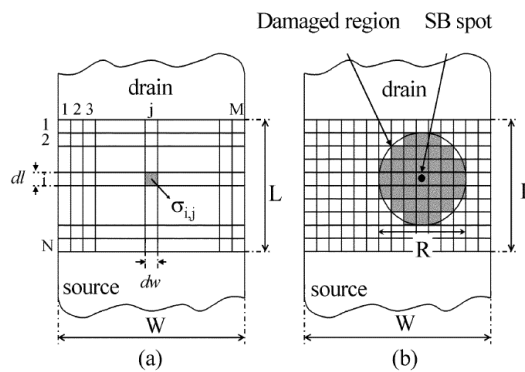 Damaged region SB spot
drain
1 2 3 j M
1
2
dl i
σi,j
L
N
dw
source
W
(a)
drain
R
source
W
(b)